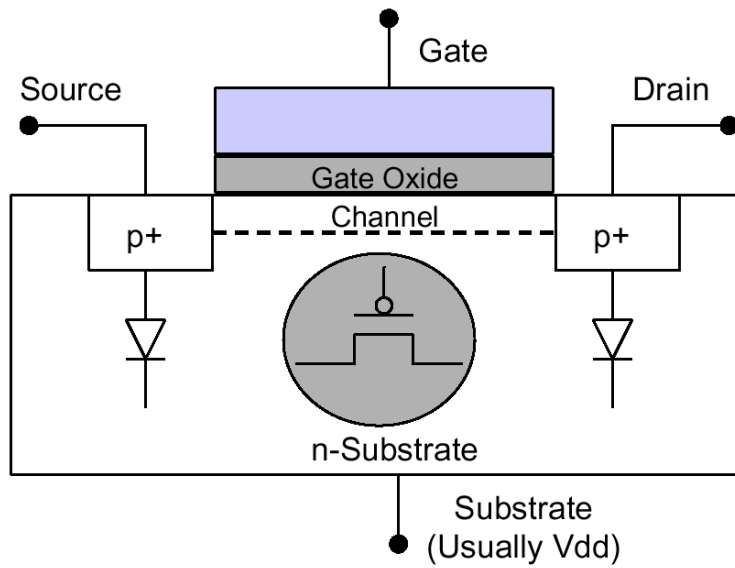 Gate
Source
Drain
Gate Oxide
Channel
p+
p+
n-Substrate
Substrate
(Usually Vdd)